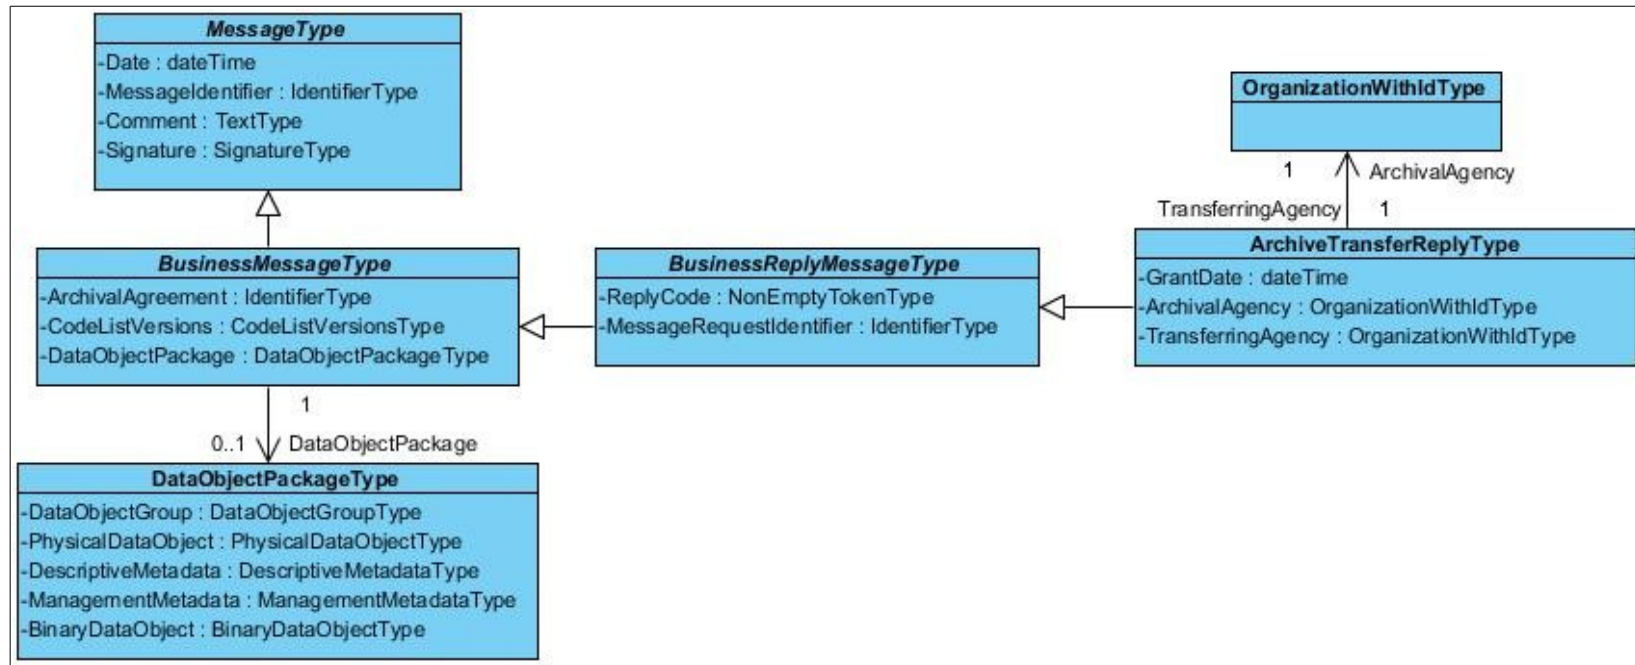 MessageType
-Date : dateTime
-MessageIdentifier : IdentifierType
-Comment : TextType
-Signature : SignatureType
OrganizationWithIdType
1
ArchivalAgency
TransferringAgency
1
BusinessMessageType
-ArchivalAgreement : IdentifierType
-CodeListVersions : CodeListVersionsType
-DataObjectPackage : DataObjectPackageType
BusinessReplyMessageType
-ReplyCode : NonEmptyTokenType
-MessageRequestIdentifier : IdentifierType
ArchiveTransferReplyType
-GrantDate : dateTime
-ArchivalAgency : OrganizationWithIdType
-TransferringAgency : OrganizationWithIdType
1
0..1
DataObjectPackage
DataObjectPackageType
-DataObjectGroup : DataObjectGroupType
-PhysicalDataObject : PhysicalDataObjectType
-DescriptiveMetadata : DescriptiveMetadataType
-ManagementMetadata : ManagementMetadataType
-BinaryDataObject : BinaryDataObjectType